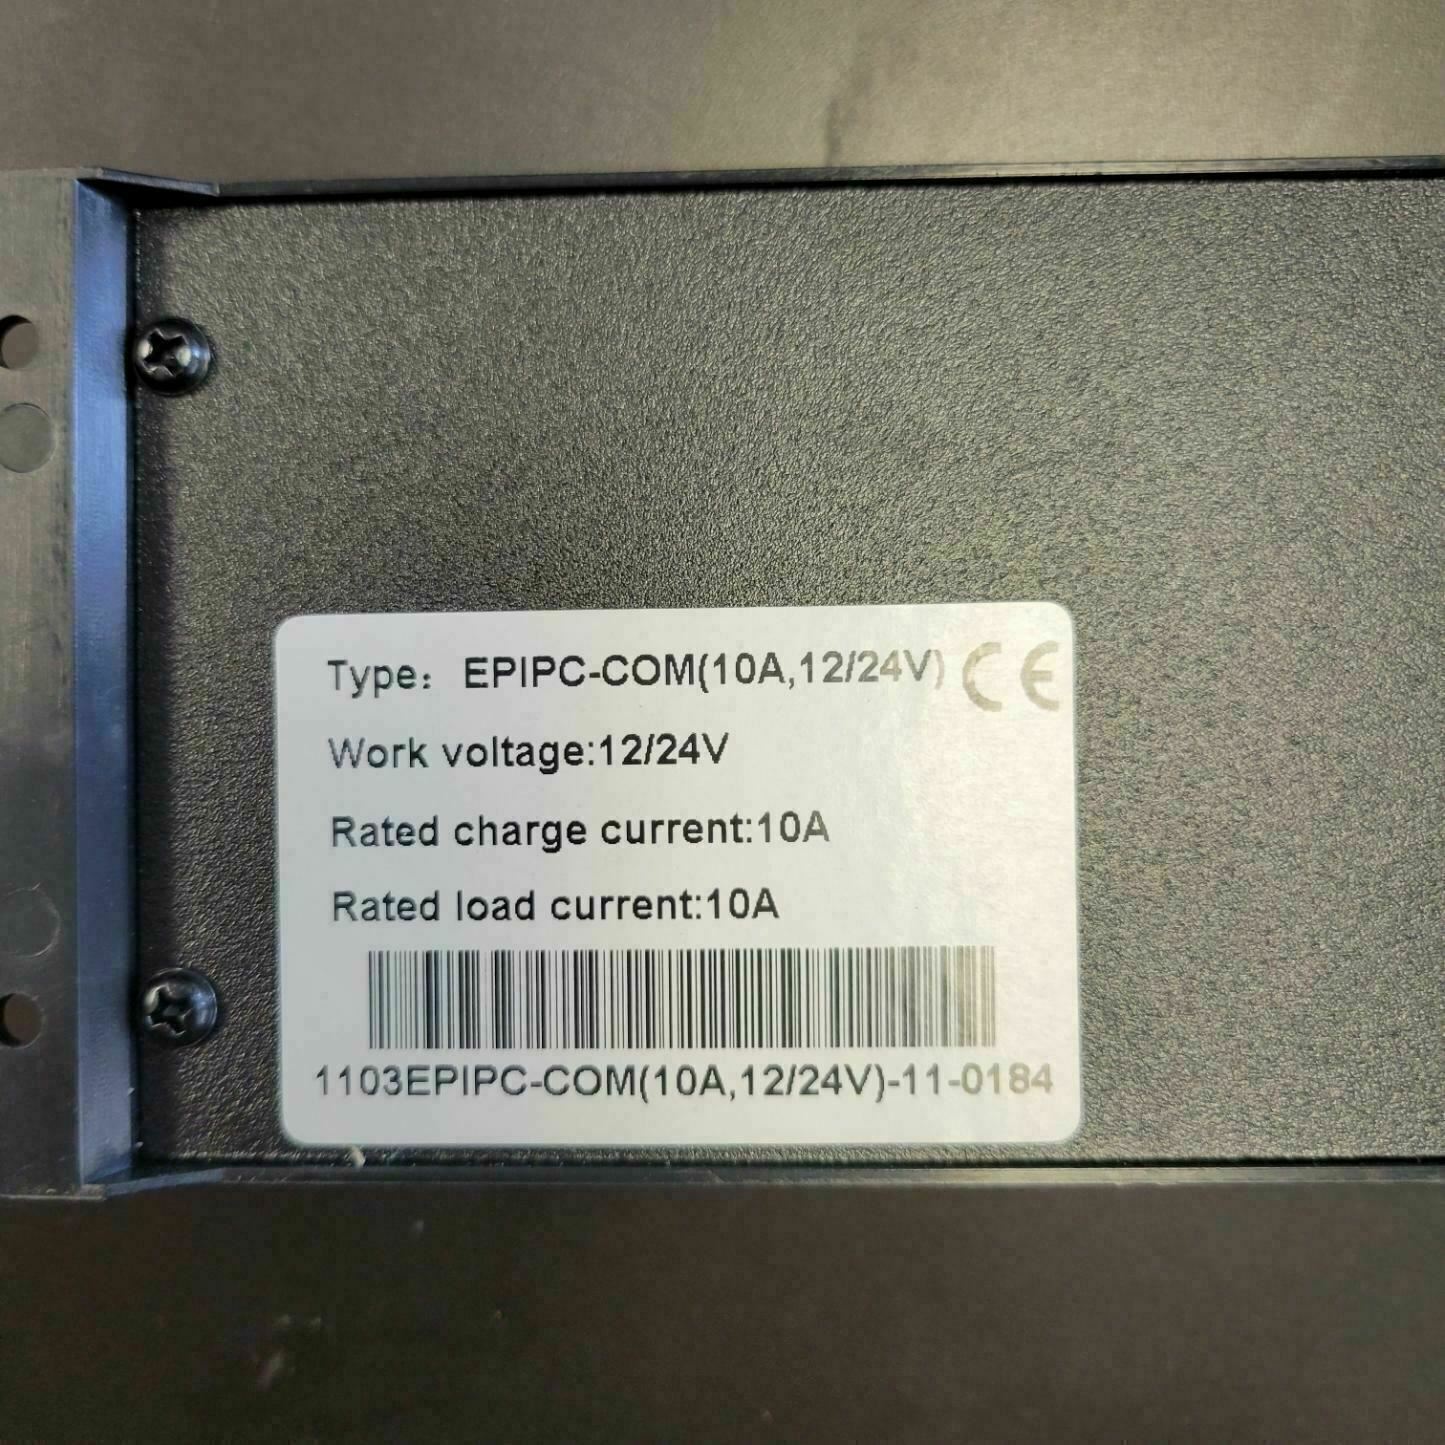 Type: EPIPC-COM(10A,12/24V) CE
Work voltage:12/24V
Rated charge current:10A
Rated load current:10A
1103EPIPC-COM(10A,12/24V)-11-0184